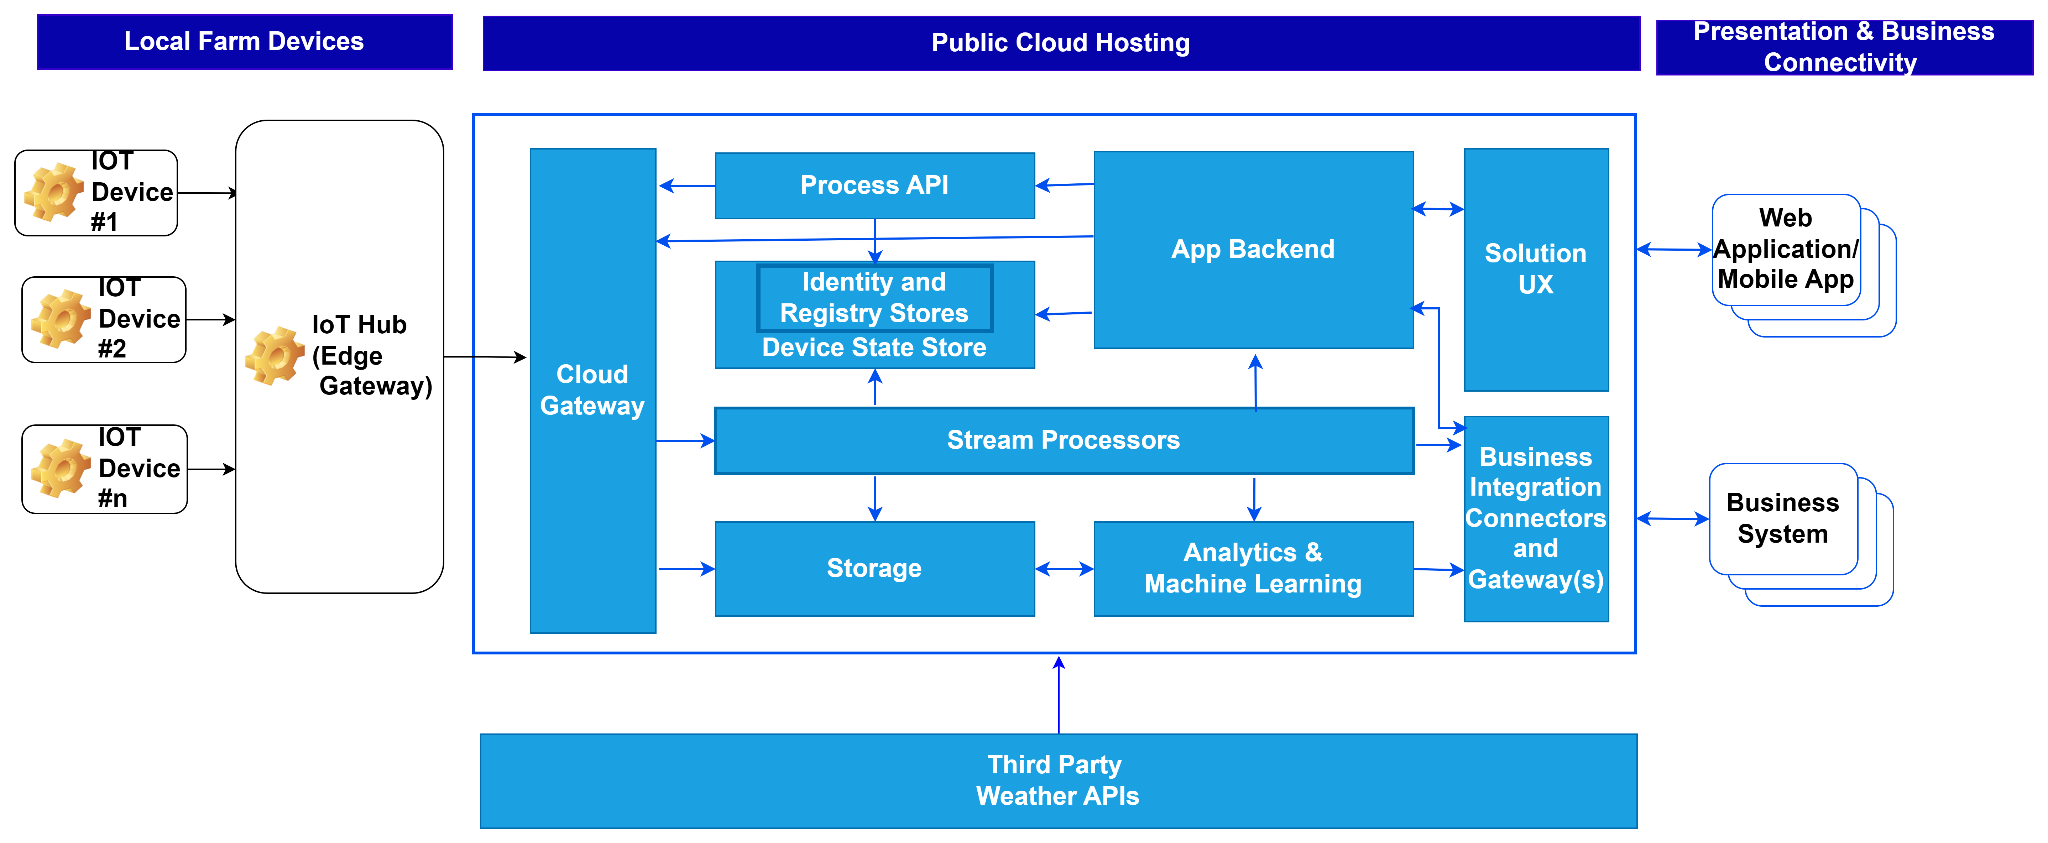 Local Farm Devices
Public Cloud Hosting
Presentation & Business
Connectivity
IOT
Device
#1
IOT
Device
#2
IOT
Device
#n
IoT Hub
(Edge
Gateway)
Cloud
Gateway
Process API
Identity and
Registry Stores
Device State Store
App Backend
Solution
UX
Stream Processors
Storage
Analytics &
Machine Learning
Business
Integration
Connectors
and
Gateway(s)
Web
Application/
Mobile App
Business
System
Third Party
Weather APIs